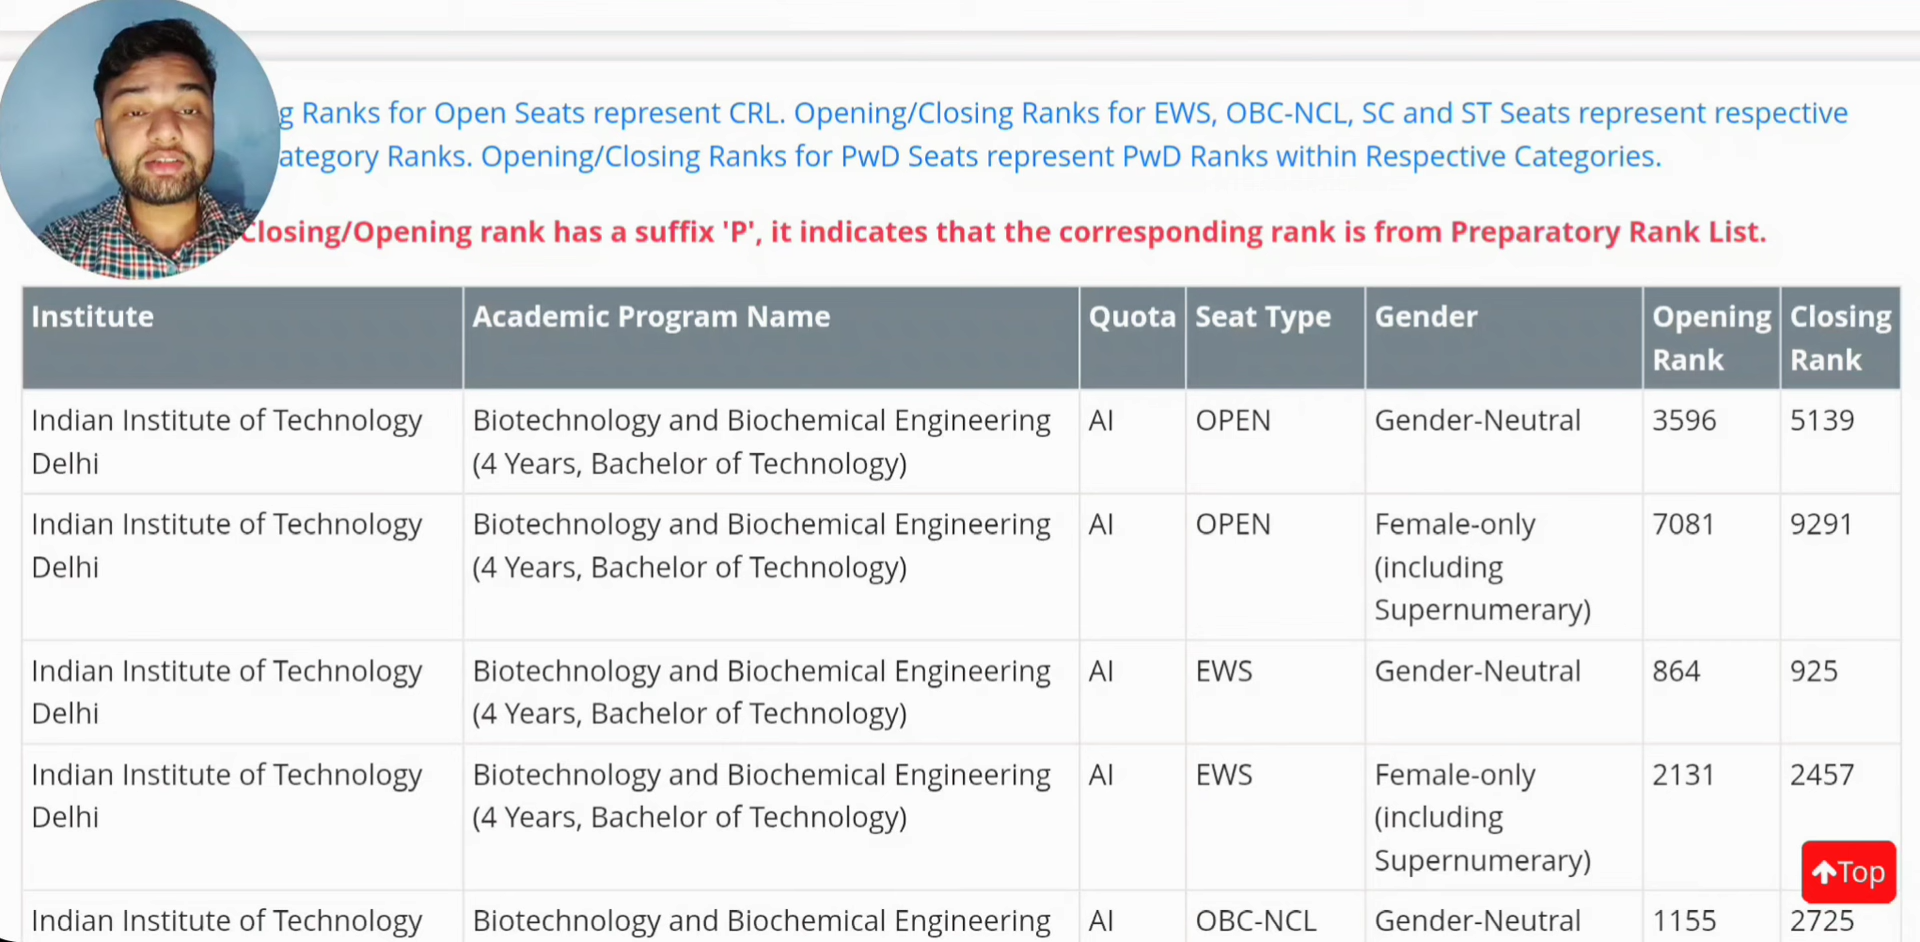 g Ranks for Open Seats represent CRL. Opening/Closing Ranks for EWS, OBC-NCL, SC and ST Seats represent respective
ategory Ranks. Opening/Closing Ranks for PwD Seats represent PwD Ranks within Respective Categories.
Closing/Opening rank has a suffix 'P', it indicates that the corresponding rank is from Preparatory Rank List.
Institute Academic Program Name Quota Seat Type Gender Opening Closing
Rank Rank
Indian Institute of Technology Biotechnology and Biochemical Engineering AI OPEN Gender-Neutral 3596 5139
Delhi (4 Years, Bachelor of Technology)
Indian Institute of Technology Biotechnology and Biochemical Engineering AI OPEN Female-only 7081 9291
Delhi (4 Years, Bachelor of Technology) (including
Supernumerary)
Indian Institute of Technology Biotechnology and Biochemical Engineering AI EWS Gender-Neutral 864 925
Delhi (4 Years, Bachelor of Technology)
Indian Institute of Technology Biotechnology and Biochemical Engineering AI EWS Female-only 2131 2457
Delhi (4 Years, Bachelor of Technology) (including
Supernumerary)
Top
Indian Institute of Technology Biotechnology and Biochemical Engineering AI OBC-NCL Gender-Neutral 1155 2725